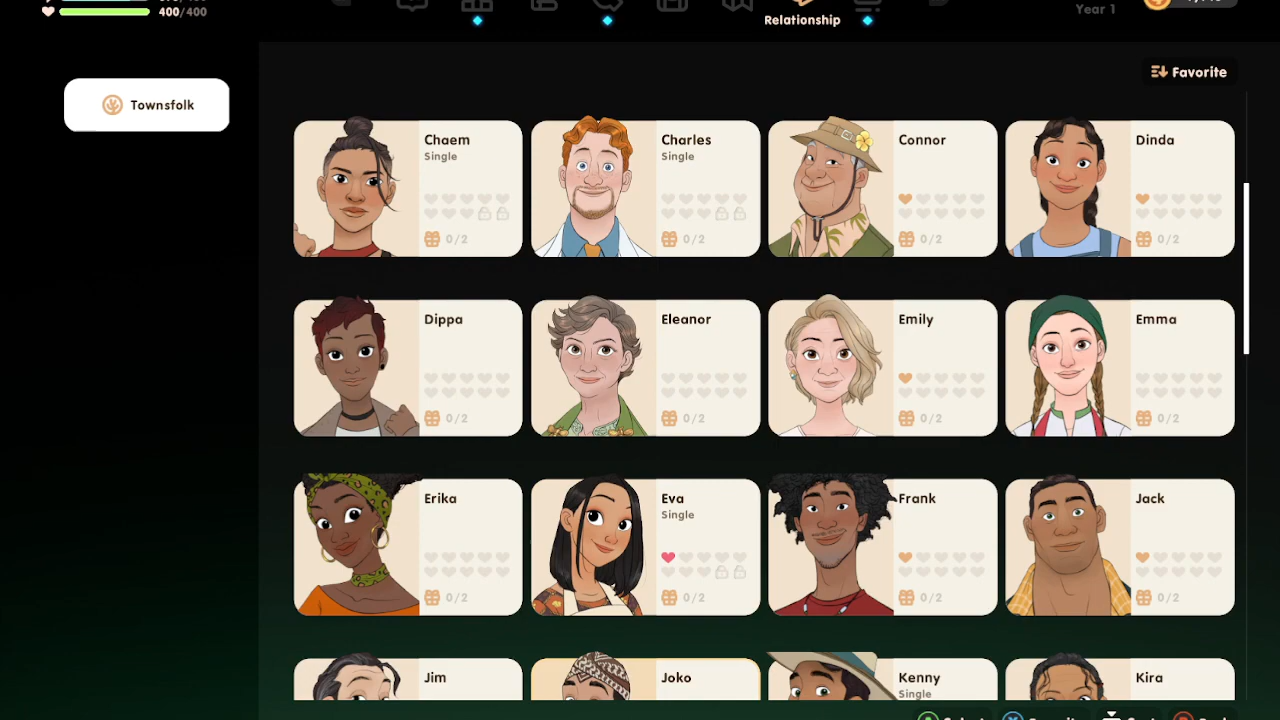 400/400
Relationship
Year 1
Townsfolk
Favorite
Chaem
Single
0/2
Charles
Single
0/2
Connor
0/2
Dinda
0/2
Dippa
0/2
Eleanor
0/2
Emily
0/2
Emma
0/2
Erika
0/2
Eva
Single
0/2
Frank
0/2
Jack
0/2
Jim
Joko
Kenny
Single
Kira